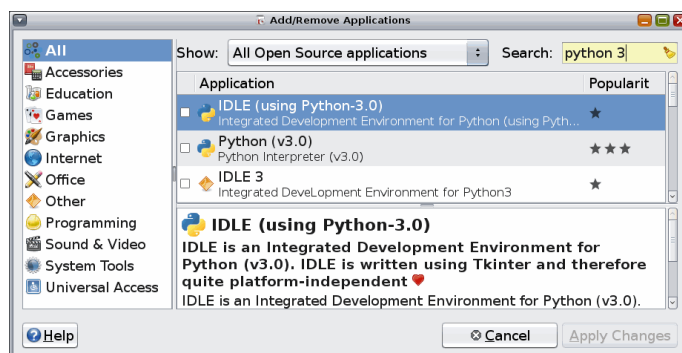 Add/Remove Applications
All
Accessories
Education
Games
Graphics
Internet
Office
Other
Programming
Sound & Video
System Tools
Universal Access
Show: All Open Source applications Search: python 3
Application Popularit
IDLE (using Python-3.0)
Integrated Development Environment for Python (using Pyth...
Python (v3.0)
Python Interpreter (v3.0)
IDLE 3
Integrated DeveLopment Environment for Python3
IDLE (using Python-3.0)
IDLE is an Integrated Development Environment for
Python (v3.0). IDLE is written using Tkinter and therefore
quite platform-independent
IDLE is an Integrated Development Environment for Python (v3.0).
Help Cancel Apply Changes